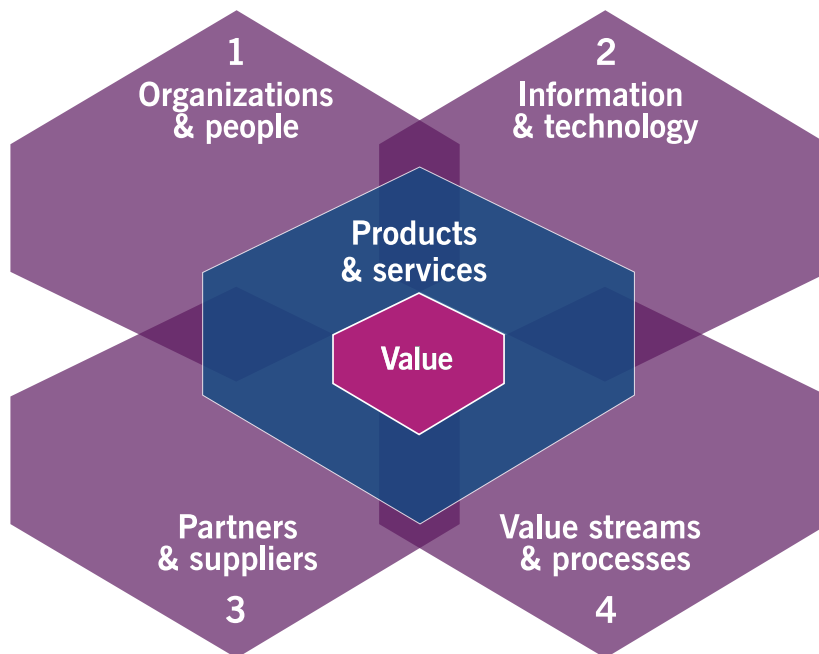 1
Organizations
& people
2
Information
& technology
Products
& services
Value
Partners
& suppliers
3
Value streams
& processes
4